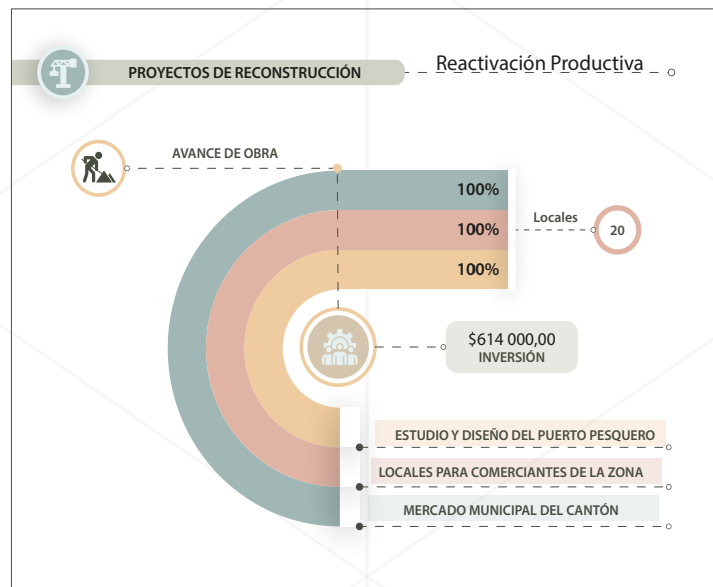 PROYECTOS DE RECONSTRUCCIÓN
Reactivación Productiva
AVANCE DE OBRA
100%
100%
100%
Locales
20
$614 000,00
INVERSIÓN
ESTUDIO Y DISEÑO DEL PUERTO PESQUERO
LOCALES PARA COMERCIANTES DE LA ZONA
MERCADO MUNICIPAL DEL CANTÓN